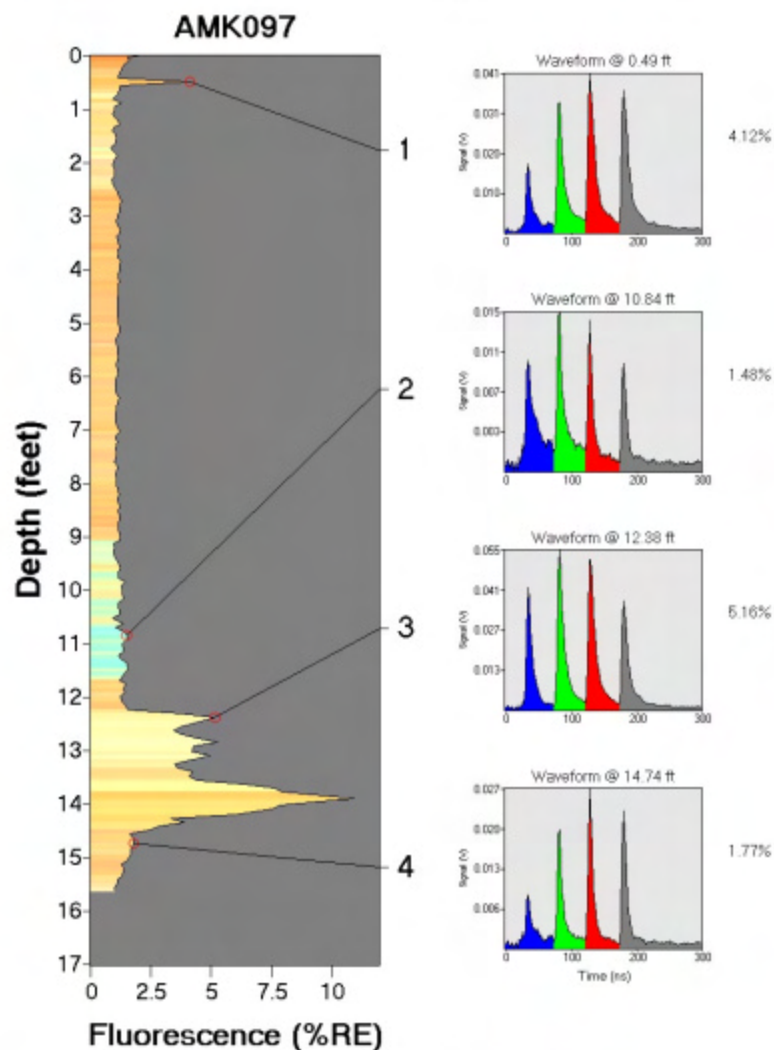 AMK097
Depth (feet)
0
1
2
3
4
5
6
7
8
9
10
11
12
13
14
15
16
17
0 2.5 5 7.5 10
Fluorescence (%RE)
1
2
3
4
Waveform @ 0.49 ft
Signal (V)
0.041
0.031
0.020
0.010
0 100 200 300
4.12%
Waveform @ 10.84 ft
Signal (V)
0.015
0.011
0.007
0.003
0 100 200 300
1.48%
Waveform @ 12.38 ft
Signal (V)
0.055
0.041
0.027
0.013
0 100 200 300
5.16%
Waveform @ 14.74 ft
Signal (V)
0.027
0.020
0.013
0.006
0 100 200 300
Time (ns)
1.77%